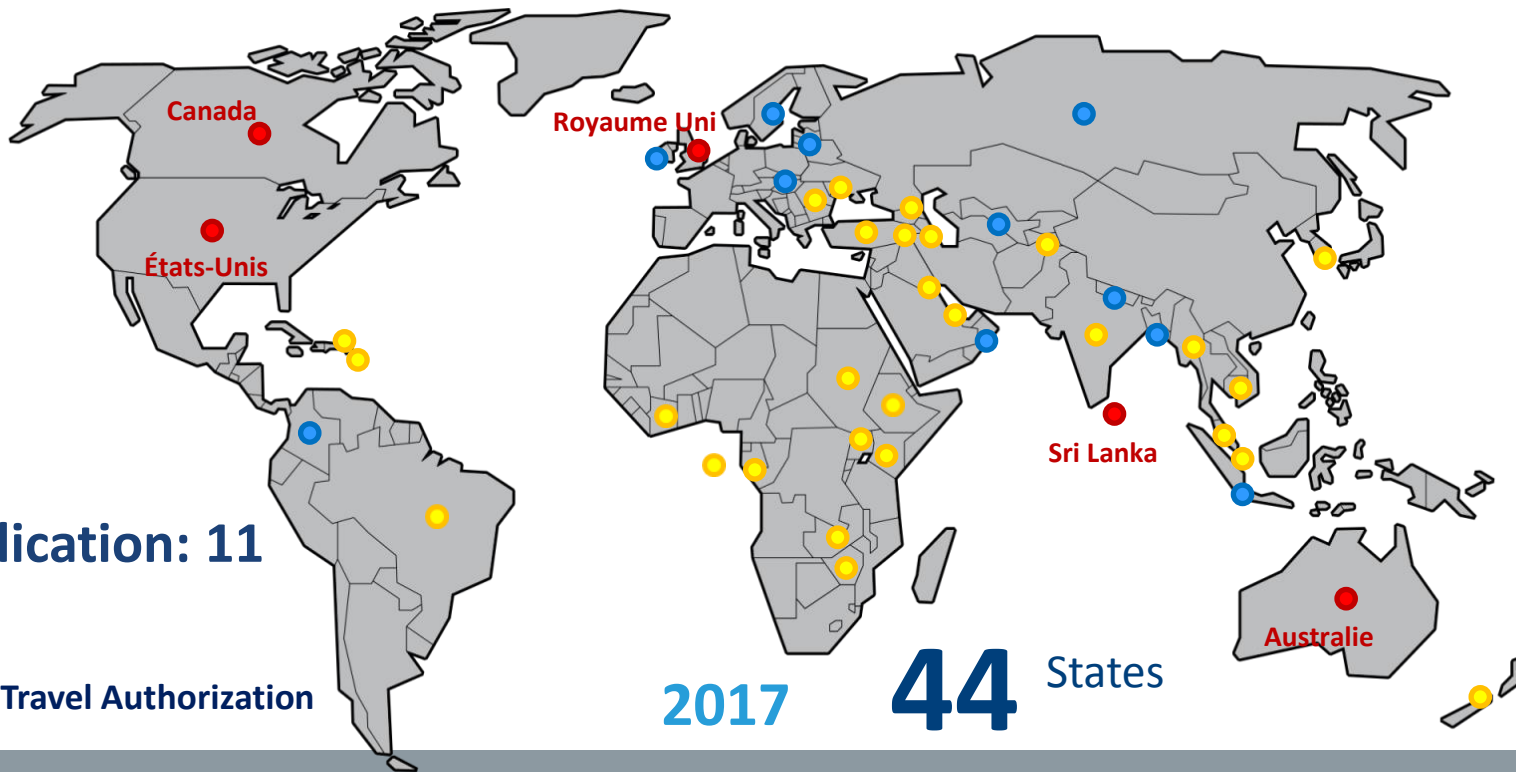 Canada
Royaume Uni
États-Unis
Sri Lanka
lication: 11
Australie
Travel Authorization
2017
44 States